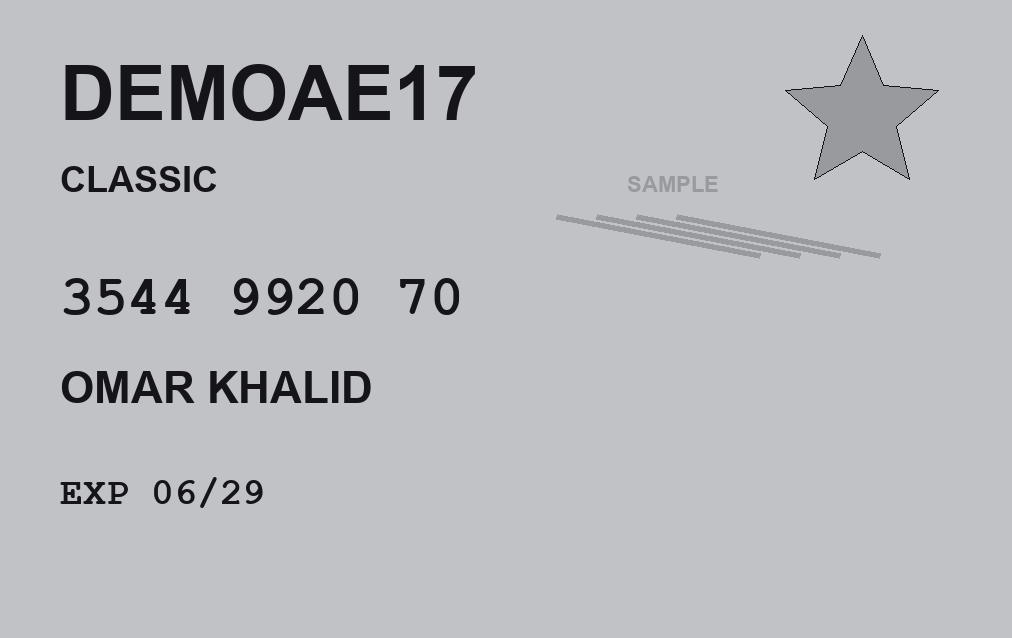 DEMOAE17
CLASSIC
SAMPLE
3544 9920 70
OMAR KHALID
EXP 06/29